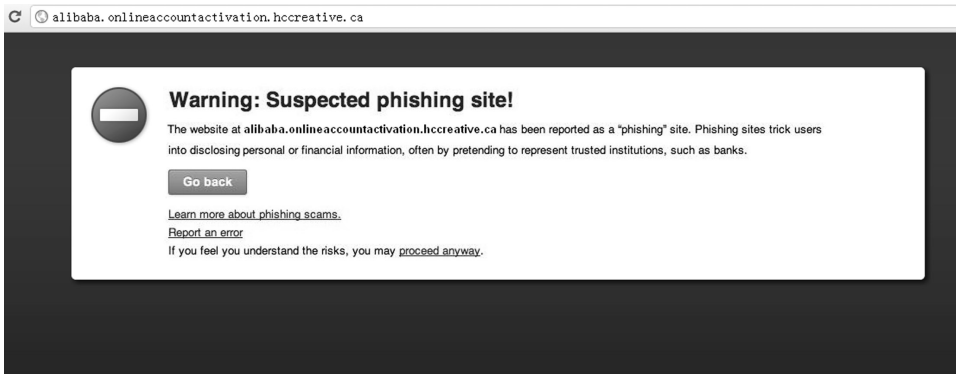 alibaba.onlineaccountactivation.hccreative.ca
Warning: Suspected phishing site!
The website at alibaba.onlineaccountactivation.hccreative.ca has been reported as a “phishing” site. Phishing sites trick users
into disclosing personal or financial information, often by pretending to represent trusted institutions, such as banks.
Go back
Learn more about phishing scams.
Report an error
If you feel you understand the risks, you may proceed anyway.